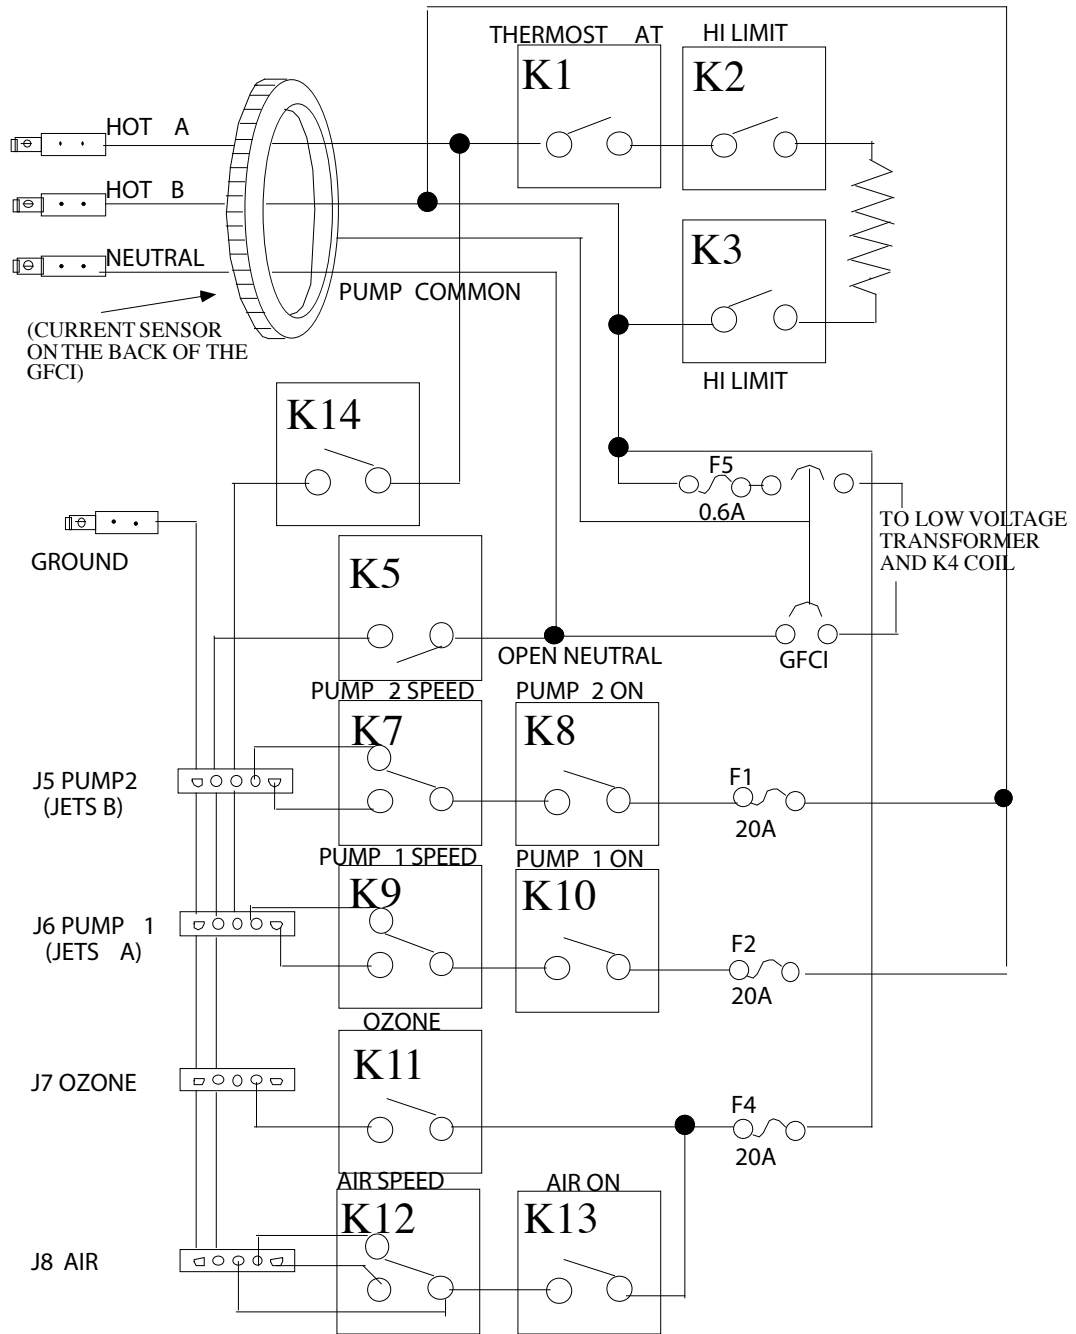 THERMOST AT
HI LIMIT
K1
K2
HOT A
HOT B
NEUTRAL
K3
PUMP COMMON
(CURRENT SENSOR
ON THE BACK OF THE
GFCI)
HI LIMIT
K14
F5
0.6A
TO LOW VOLTAGE
TRANSFORMER
AND K4 COIL
GROUND
K5
OPEN NEUTRAL
GFCI
PUMP 2 SPEED
PUMP 2 ON
K7
K8
J5 PUMP2
(JETS B)
F1
20A
PUMP 1 SPEED
PUMP 1 ON
K9
K10
J6 PUMP 1
(JETS A)
F2
20A
OZONE
K11
J7 OZONE
F4
20A
AIR SPEED
AIR ON
K12
K13
J8 AIR